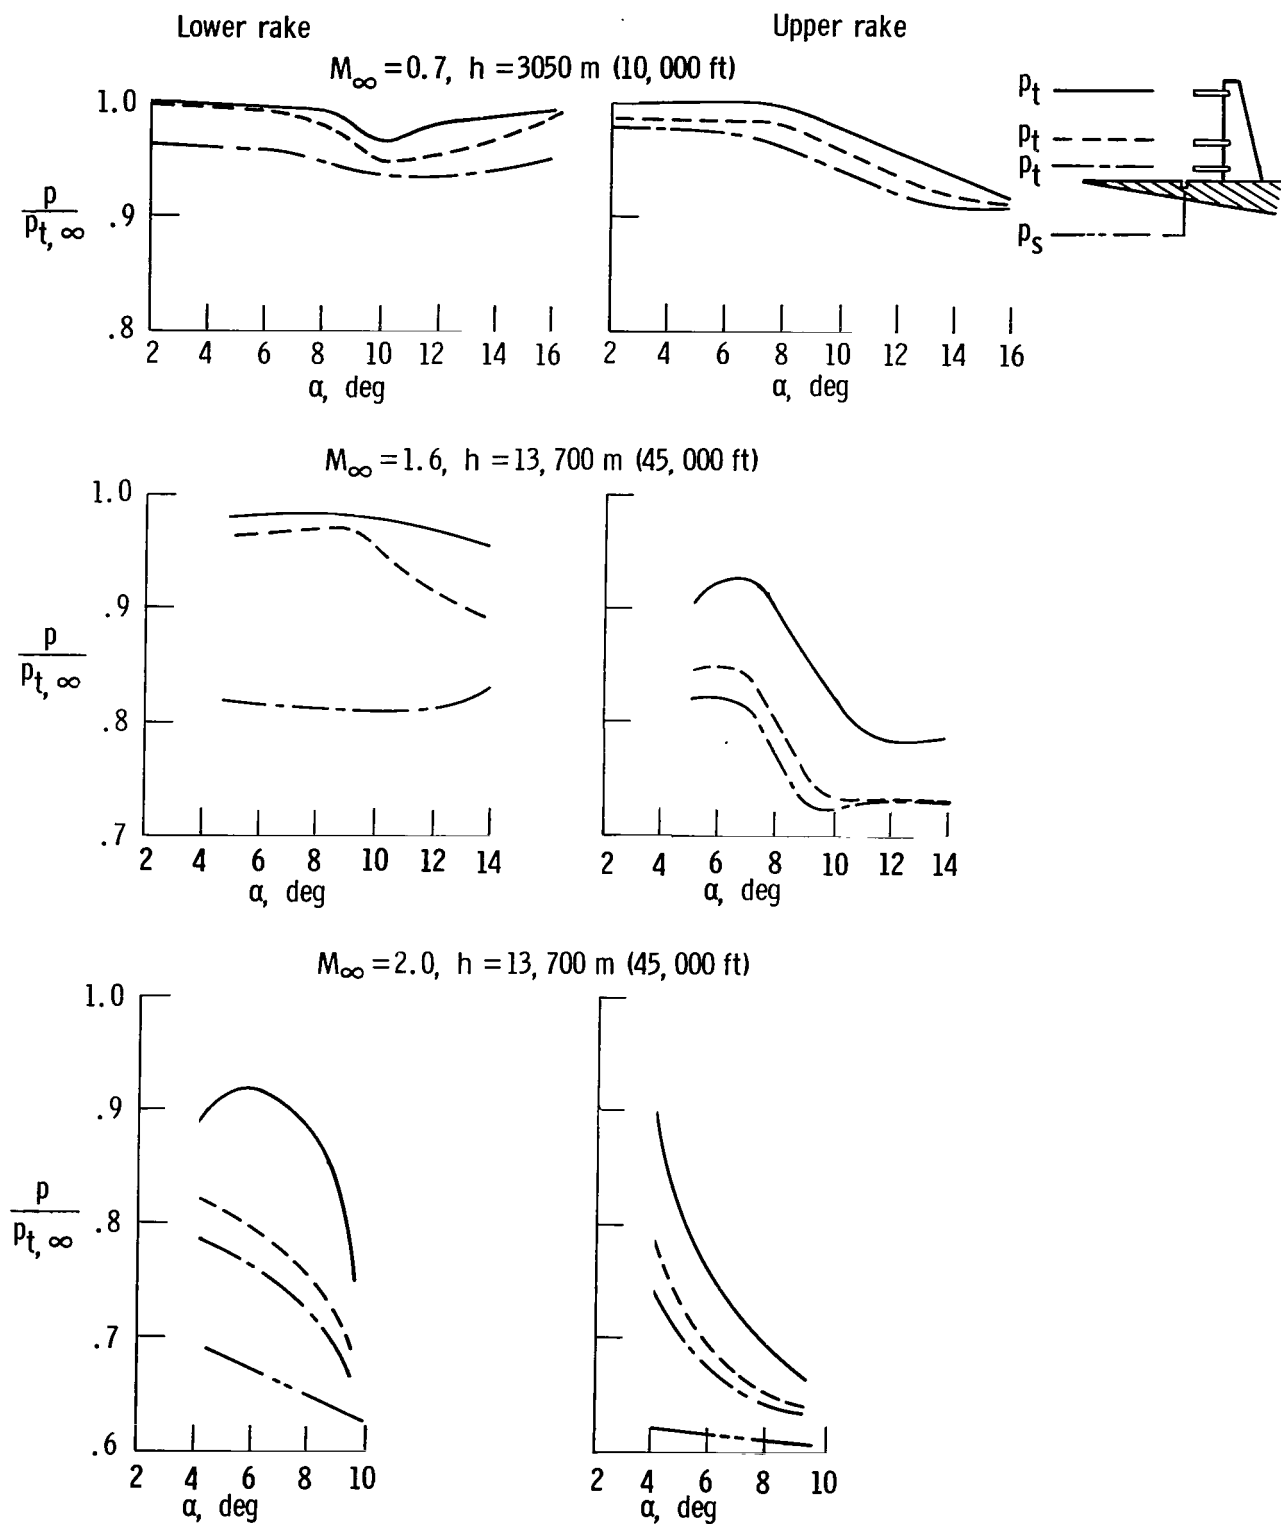 Lower rake
Upper rake
M∞ = 0.7, h = 3050 m (10,000 ft)
pt
pt
pt
ps
1.0
.9
.8
p
pt, ∞
2 4 6 8 10 12 14 16
α, deg
2 4 6 8 10 12 14 16
α, deg
M∞ = 1.6, h = 13,700 m (45,000 ft)
1.0
.9
.8
.7
p
pt, ∞
2 4 6 8 10 12 14
α, deg
2 4 6 8 10 12 14
α, deg
M∞ = 2.0, h = 13,700 m (45,000 ft)
1.0
.9
.8
.7
.6
p
pt, ∞
2 4 6 8 10
α, deg
2 4 6 8 10
α, deg